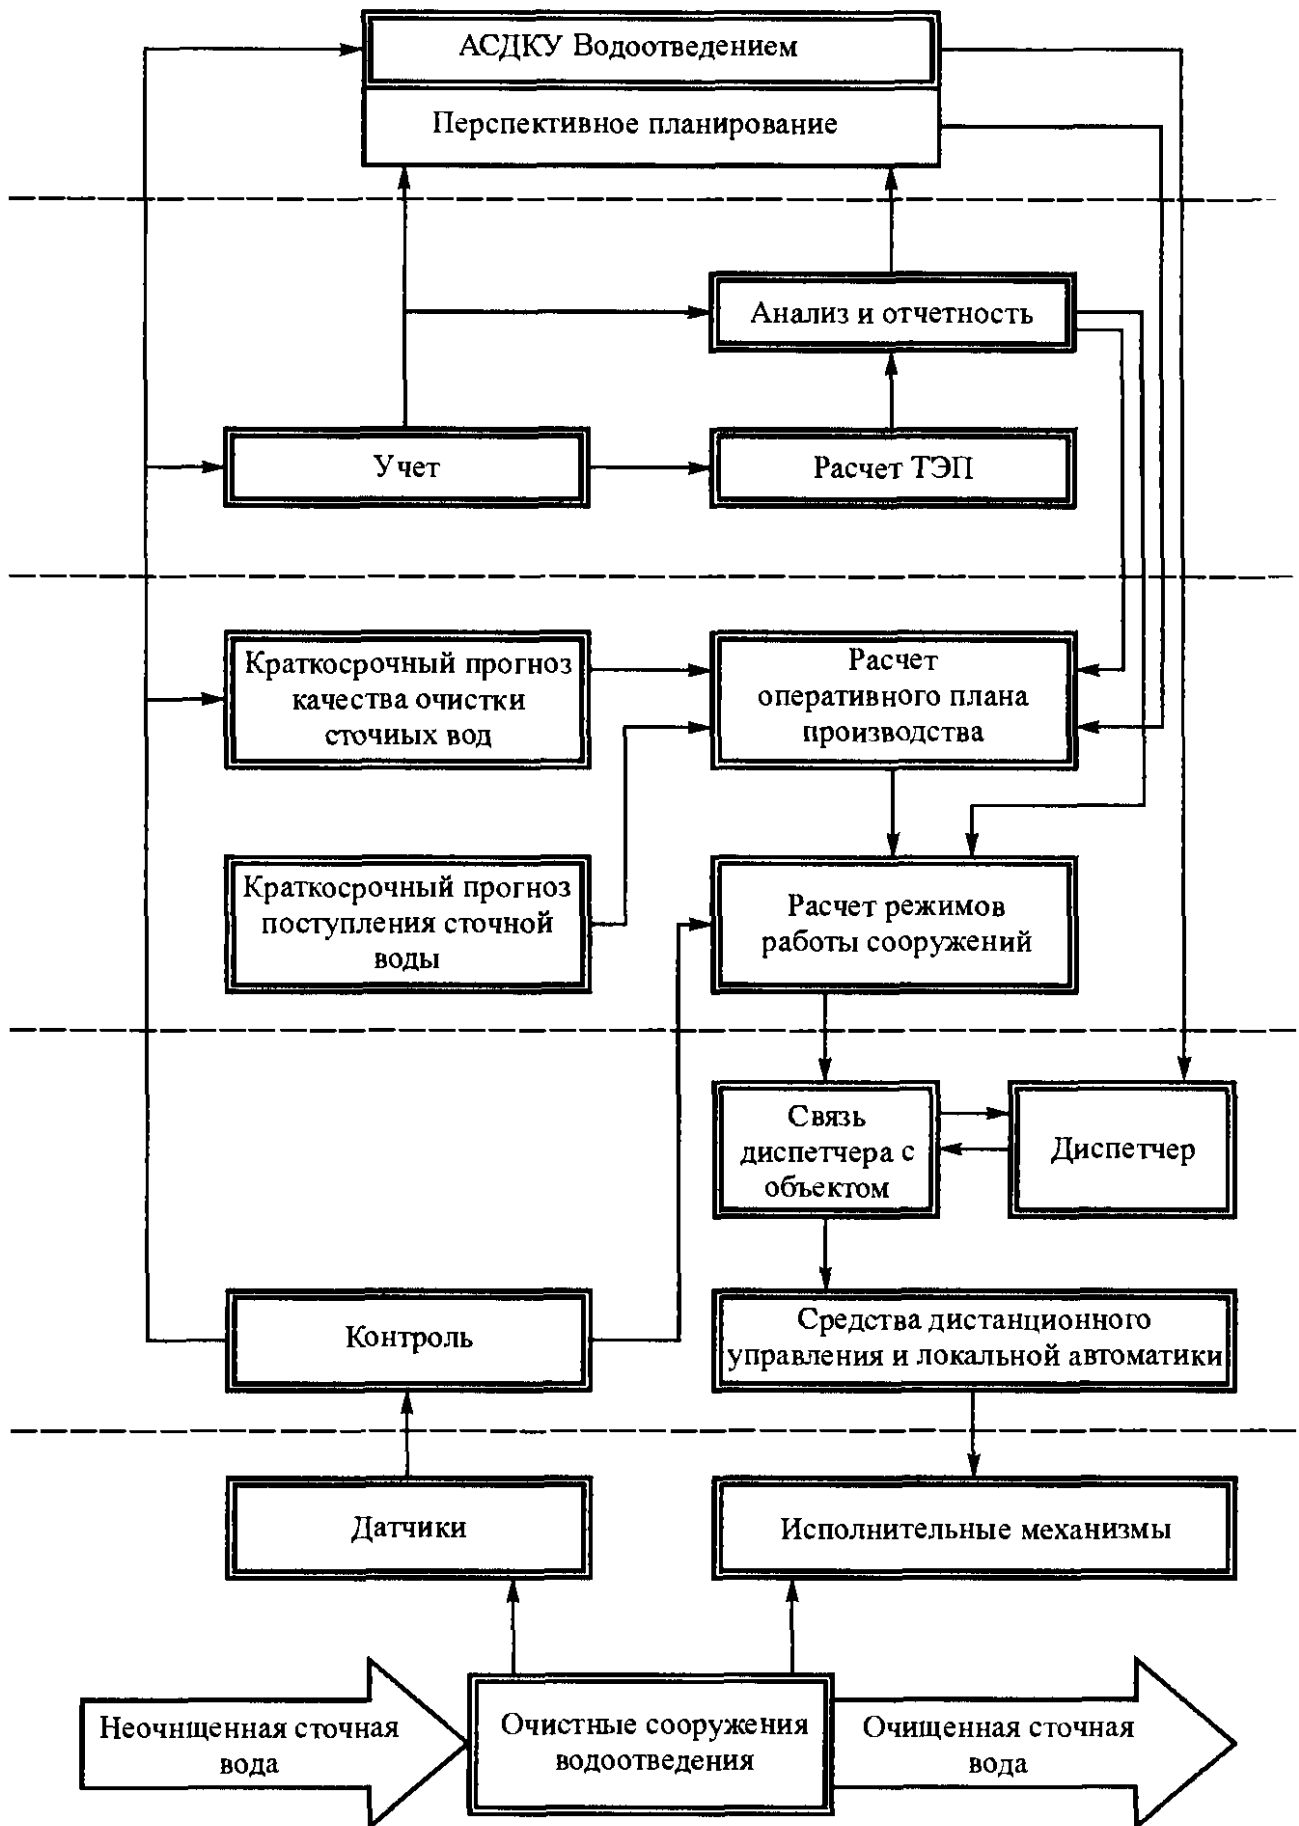 АСДКУ Водоотведением
Перспективное планирование
Анализ и отчетность
Учет
Расчет ТЭП
Краткосрочный прогноз
качества очистки
сточных вод
Расчет
оперативного плана
производства
Краткосрочный прогноз
поступления сточной
воды
Расчет режимов
работы сооружений
Связь
диспетчера с
объектом
Диспетчер
Контроль
Средства дистанционного
управления и локальной автоматики
Датчики
Исполнительные механизмы
Неочищенная сточная
вода
Очистные сооружения
водоотведения
Очищенная сточная
вода